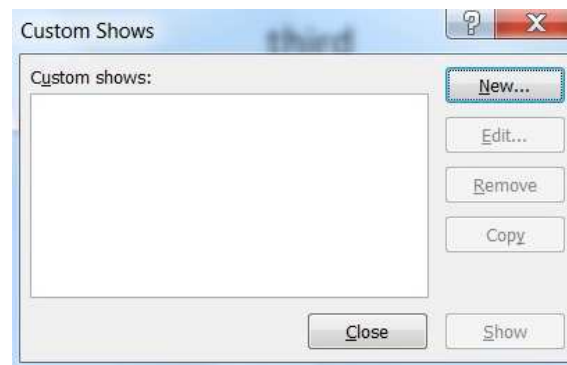 Custom Shows
third
? X
Custom shows:
New...
Edit...
Remove
Copy
Close
Show